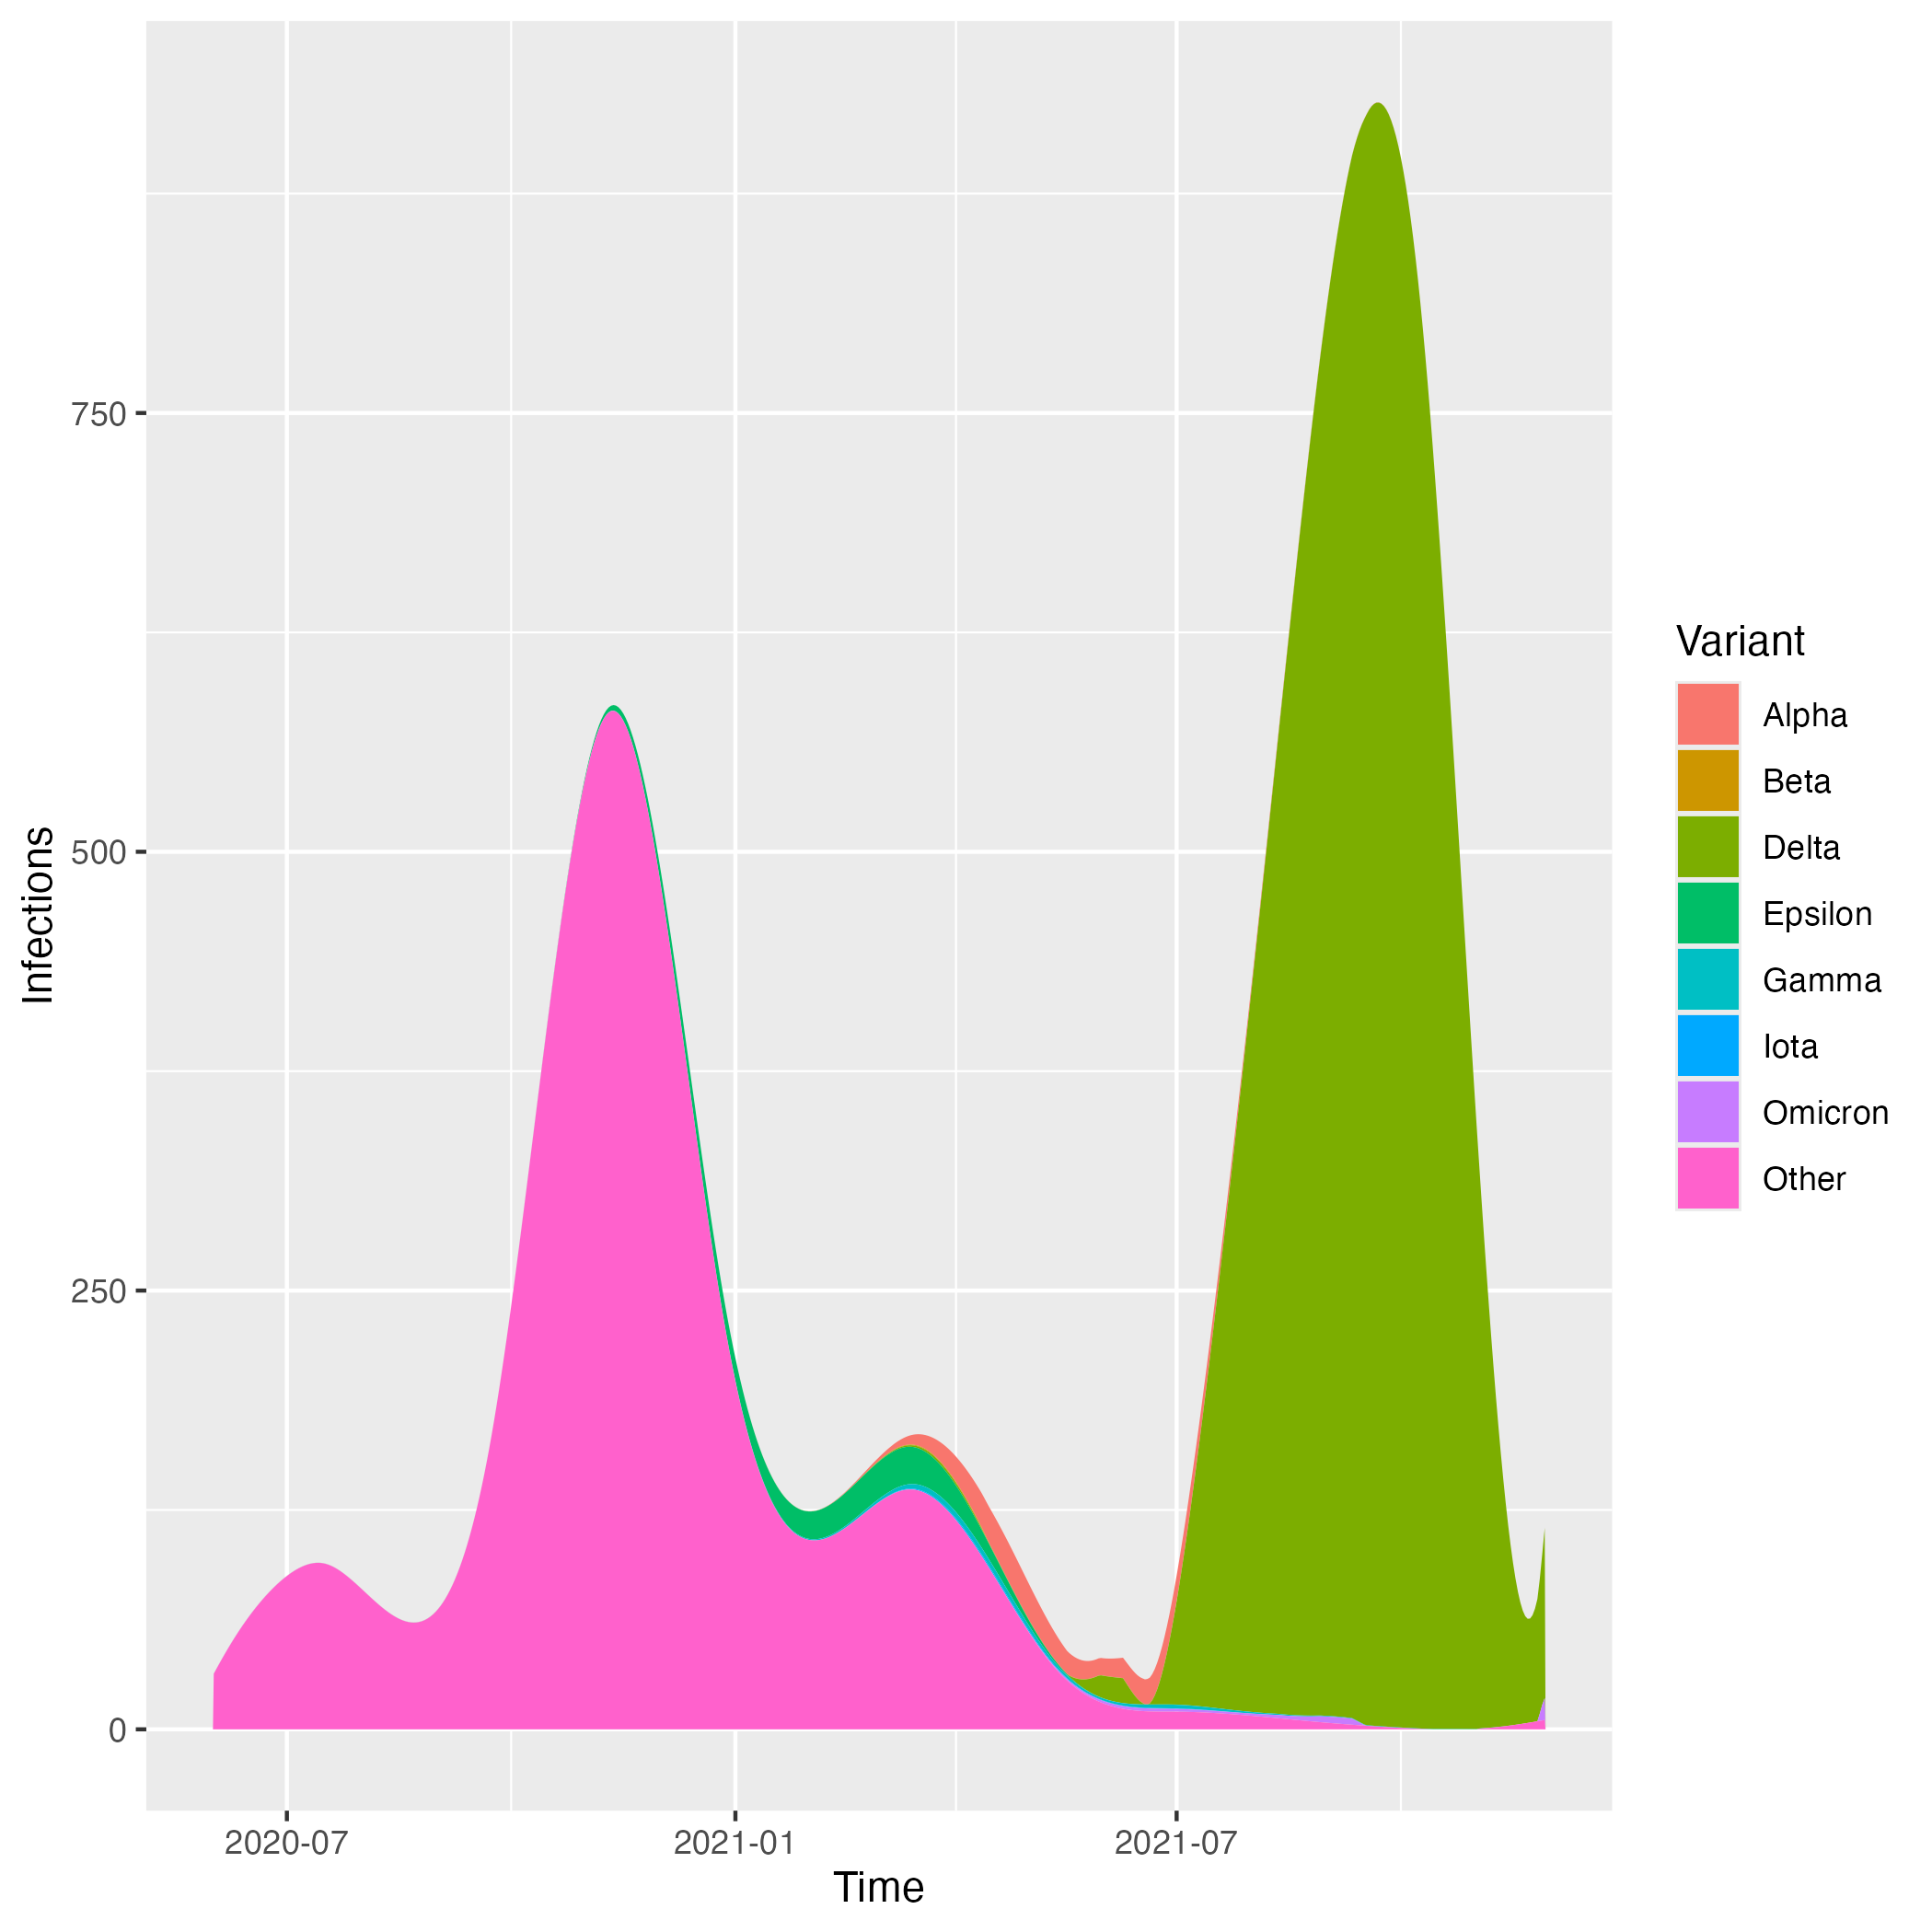 Infections
750
500
250
0
2020-07
2021-01
2021-07
Time
Variant
Alpha
Beta
Delta
Epsilon
Gamma
Iota
Omicron
Other